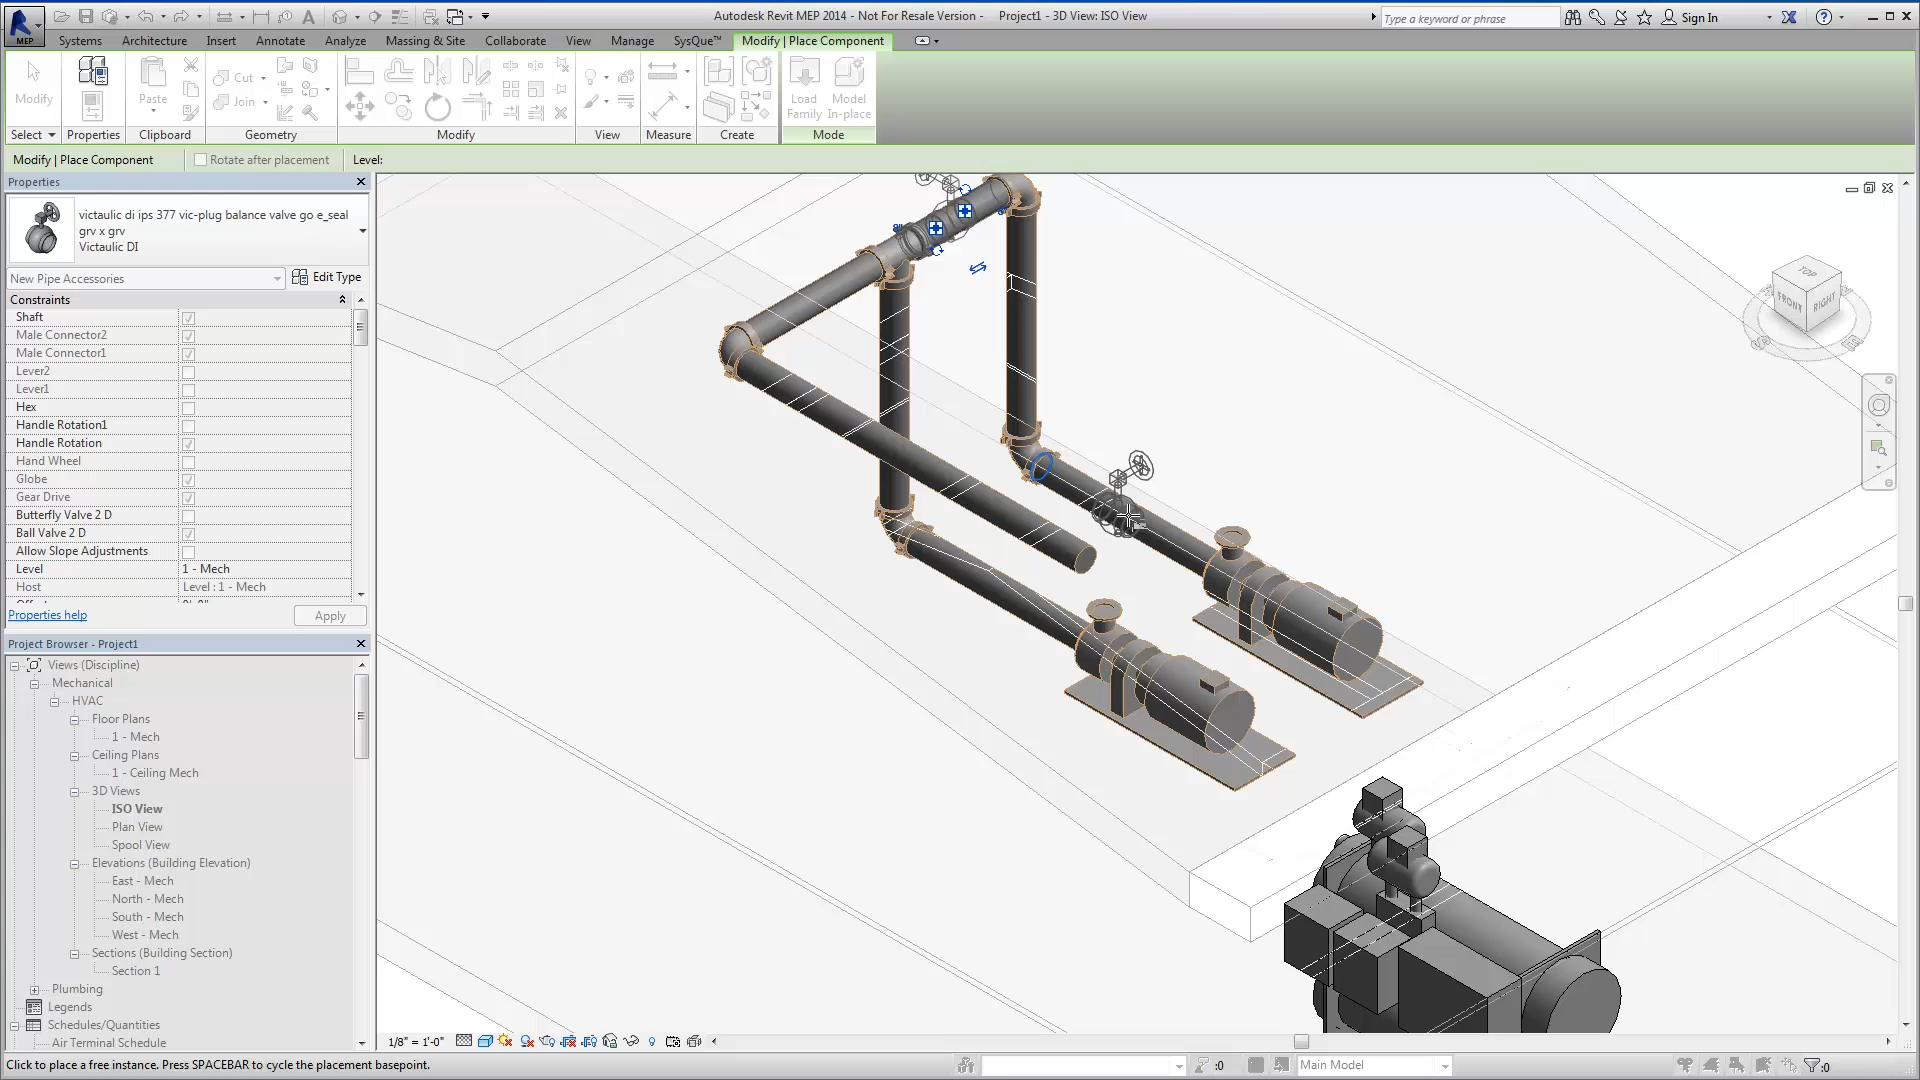 Autodesk Revit MEP 2014 - Not For Resale Version - Project1 - 3D View: ISO View
Type a keyword or phrase
Sign In
MEP
Systems Architecture Insert Annotate Analyze Massing & Site Collaborate View Manage SysQue™ Modify | Place Component
Modify
Paste
Cut
Join
Load Family
Model In-place
Select Properties Clipboard Geometry Modify View Measure Create Mode
Modify | Place Component
Rotate after placement
Level:
Properties
victaulic di ips 377 vic-plug balance valve go e_seal
grv x grv
Victaulic DI
New Pipe Accessories
Edit Type
Constraints
Shaft
Male Connector2
Male Connector1
Lever2
Lever1
Hex
Handle Rotation1
Handle Rotation
Hand Wheel
Globe
Gear Drive
Butterfly Valve 2 D
Ball Valve 2 D
Allow Slope Adjustments
Level 1 - Mech
Host Level : 1 - Mech
Properties help
Apply
Project Browser - Project1
Views (Discipline)
Mechanical
HVAC
Floor Plans
1 - Mech
Ceiling Plans
1 - Ceiling Mech
3D Views
ISO View
Plan View
Spool View
Elevations (Building Elevation)
East - Mech
North - Mech
South - Mech
West - Mech
Sections (Building Section)
Section 1
Plumbing
Legends
Schedules/Quantities
Air Terminal Schedule
TOP
FRONT
RIGHT
1/8" = 1'-0"
Click to place a free instance. Press SPACEBAR to cycle the placement basepoint.
:0
Main Model
:0